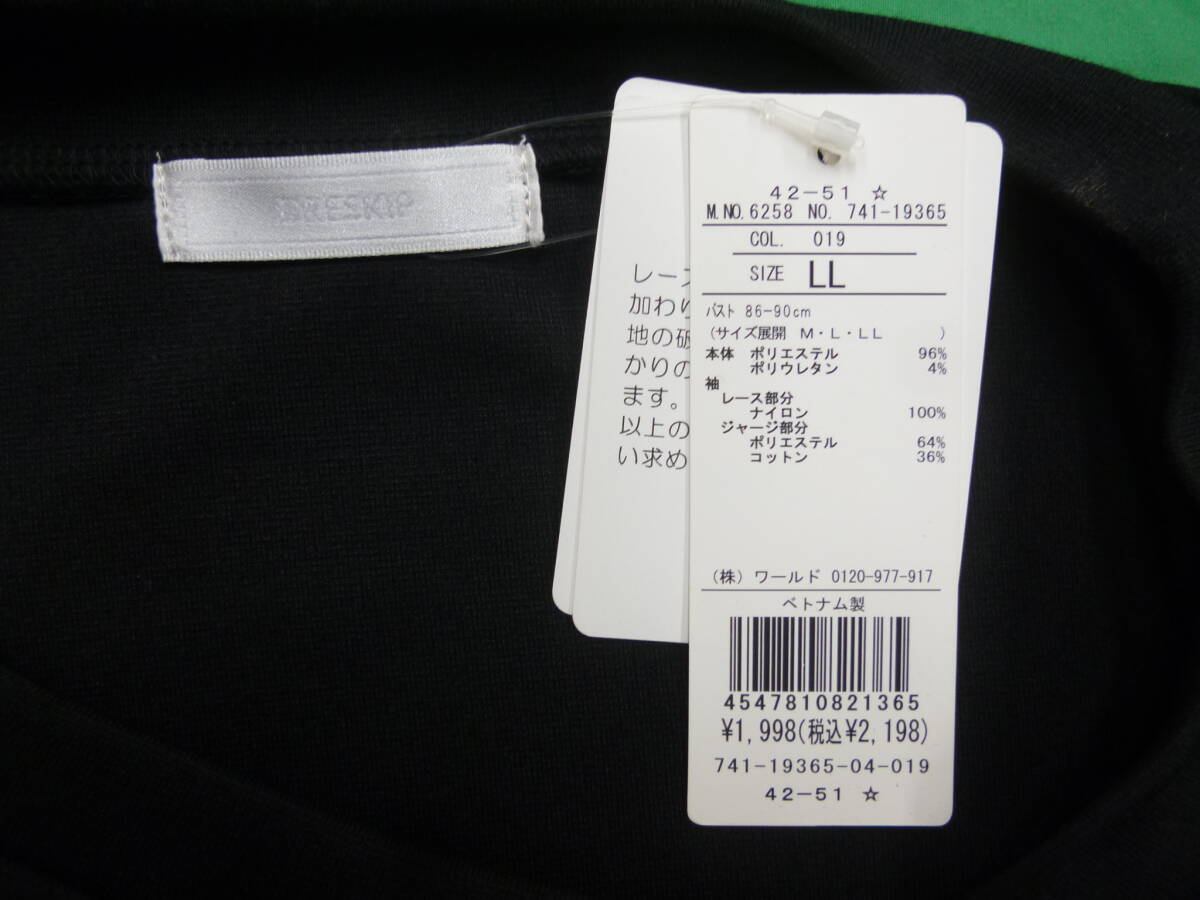 DRESKIP
レース
加わり
地の破
かりの
ます。
以上の
い求め
42-51 ☆
M.NO.6258 NO. 741-19365
COL. 019
SIZE LL
バスト 86-90cm
(サイズ展開 M・L・LL )
本体 ポリエステル 96%
ポリウレタン 4%
袖
レース部分
ナイロン 100%
ジャージ部分
ポリエステル 64%
コットン 36%
(株)ワールド 0120-977-917
ベトナム製
4547810821365
¥1,998(税込¥2,198)
741-19365-04-019
42-51 ☆